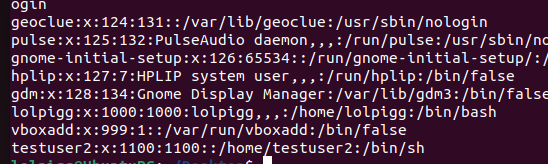 ogin
geoclue:x:124:131::/var/lib/geoclue:/usr/sbin/nologin
pulse:x:125:132:PulseAudio daemon,,,:/run/pulse:/usr/sbin/no
gnome-initial-setup:x:126:65534::/run/gnome-initial-setup/:/
hplip:x:127:7:HPLIP system user,,,:/run/hplip:/bin/false
gdm:x:128:134:Gnome Display Manager:/var/lib/gdm3:/bin/false
lolpigg:x:1000:1000:lolpigg,,,:/home/lolpigg:/bin/bash
vboxadd:x:999:1::/var/run/vboxadd:/bin/false
testuser2:x:1100:1100::/home/testuser2:/bin/sh